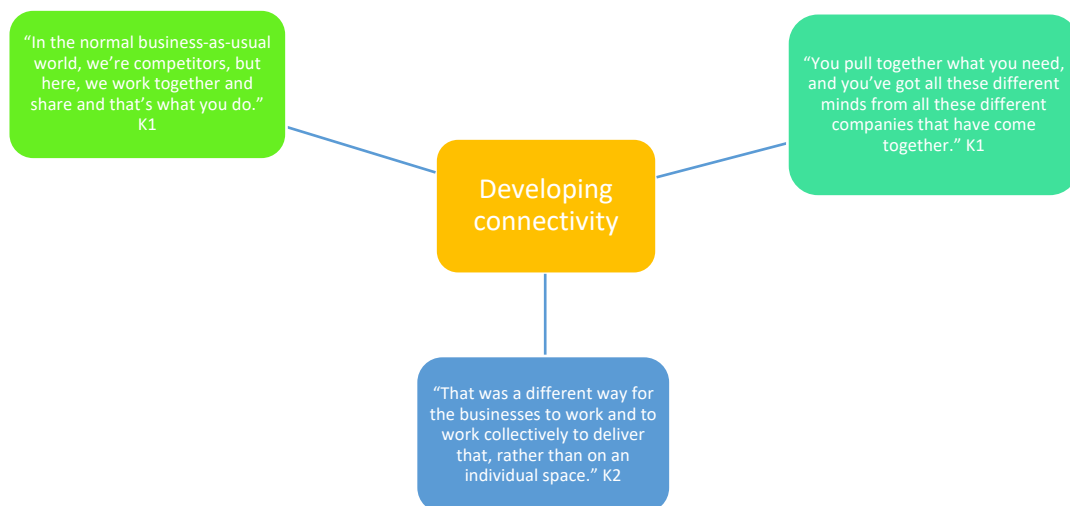 “In the normal business-as-usual
world, we’re competitors, but
here, we work together and
share and that’s what you do.”
K1
“You pull together what you need,
and you’ve got all these different
minds from all these different
companies that have come
together.” K1
Developing
connectivity
“That was a different way for
the businesses to work and to
work collectively to deliver
that, rather than on an
individual space.” K2